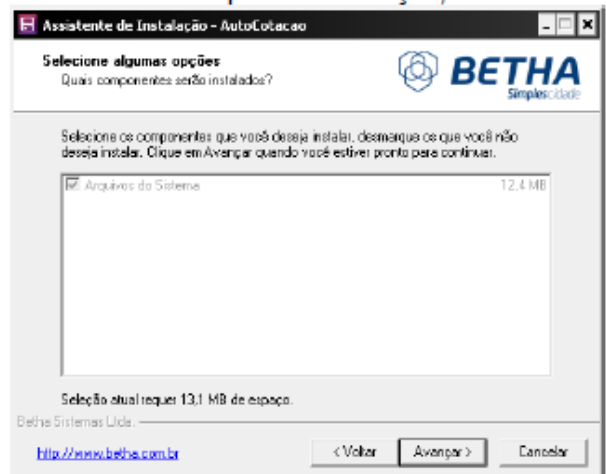 Assistente de Instalação - AutoCotacao
Selecione algumas opções
Quais componentes serão instalados?
BETHA
Simplescidade
Selecione os componentes que você deseja instalar, desmarque os que você não
deseja instalar. Clique em Avançar quando você estiver pronto para continuar.
Arquivos do Sistema 12,4 MB
Seleção atual requer 13,1 MB de espaço.
Betha Sistemas Ltda.
http://www.betha.com.br < Voltar Avançar > Cancelar